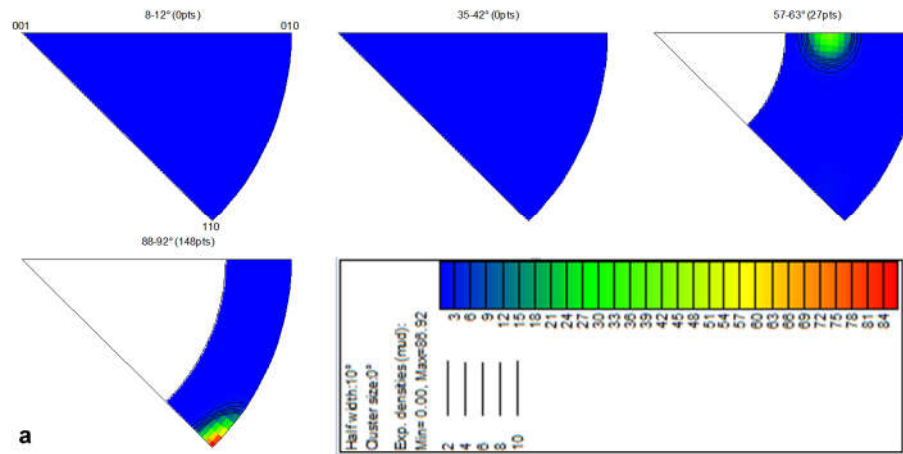 8-12° (0pts)
35-42° (0pts)
57-63° (27pts)
001
010
110
88-92° (148pts)
3 6 9 12 15 18 21 24 27 30 33 36 39 42 45 48 51 54 57 60 63 66 69 72 75 78 81 84
Half width:10°
Cluster size:0°
Exp. densities (mud):
Min= 0.00, Max=86.92
2 4 6 8 10
a